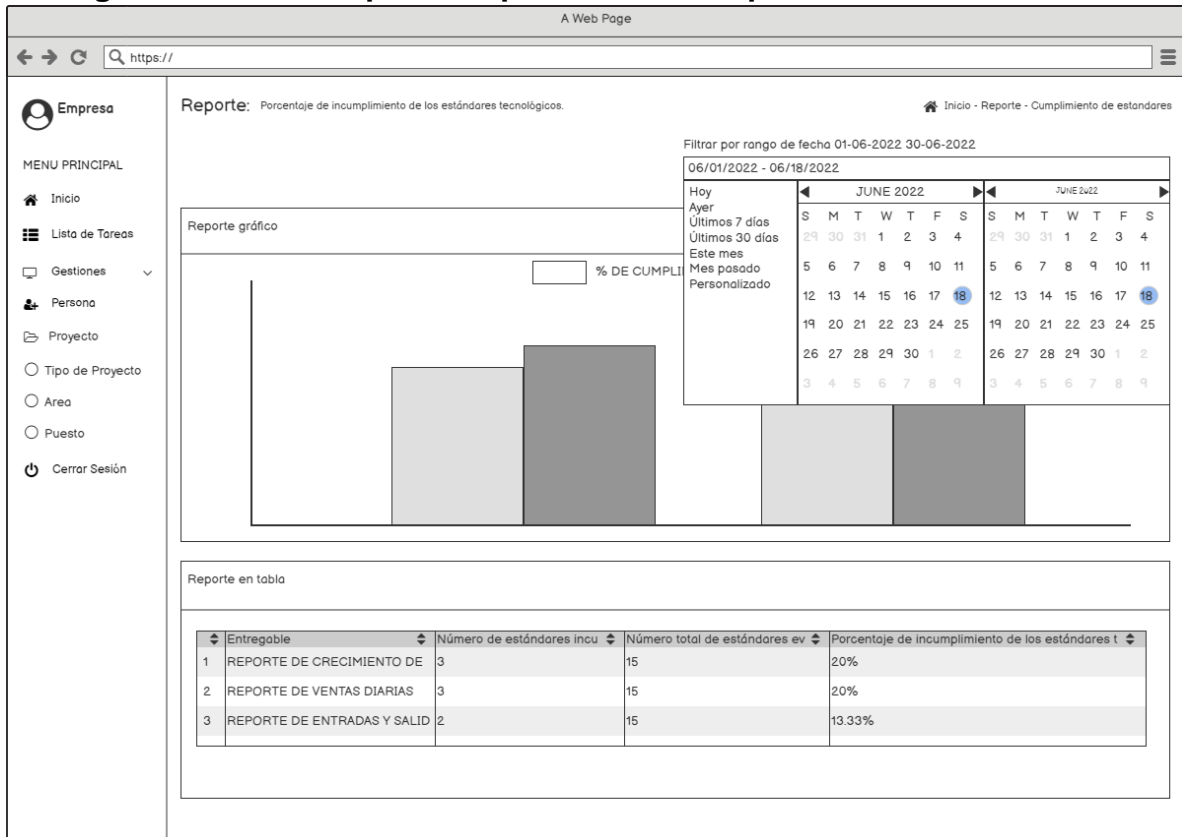 A Web Page
https://
Empresa
MENU PRINCIPAL
Inicio
Lista de Tareas
Gestiones
Persona
Proyecto
Tipo de Proyecto
Area
Puesto
Cerrar Sesión
Reporte: Porcentaje de incumplimiento de los estándares tecnológicos.
Inicio - Reporte - Cumplimiento de estandares
Filtrar por rango de fecha 01-06-2022 30-06-2022
06/01/2022 - 06/18/2022
Hoy
Ayer
Últimos 7 días
Últimos 30 días
Este mes
Mes pasado
Personalizado
JUNE 2022
S M T W T F S
29 30 31 1 2 3 4
5 6 7 8 9 10 11
12 13 14 15 16 17 18
19 20 21 22 23 24 25
26 27 28 29 30 1 2
3 4 5 6 7 8 9
JUNE 2022
S M T W T F S
29 30 31 1 2 3 4
5 6 7 8 9 10 11
12 13 14 15 16 17 18
19 20 21 22 23 24 25
26 27 28 29 30 1 2
3 4 5 6 7 8 9
Reporte gráfico
% DE CUMPLI
Reporte en tabla
Entregable Número de estándares incu Número total de estándares ev Porcentaje de incumplimiento de los estándares t
1 REPORTE DE CRECIMIENTO DE 3 15 20%
2 REPORTE DE VENTAS DIARIAS 3 15 20%
3 REPORTE DE ENTRADAS Y SALID 2 15 13.33%